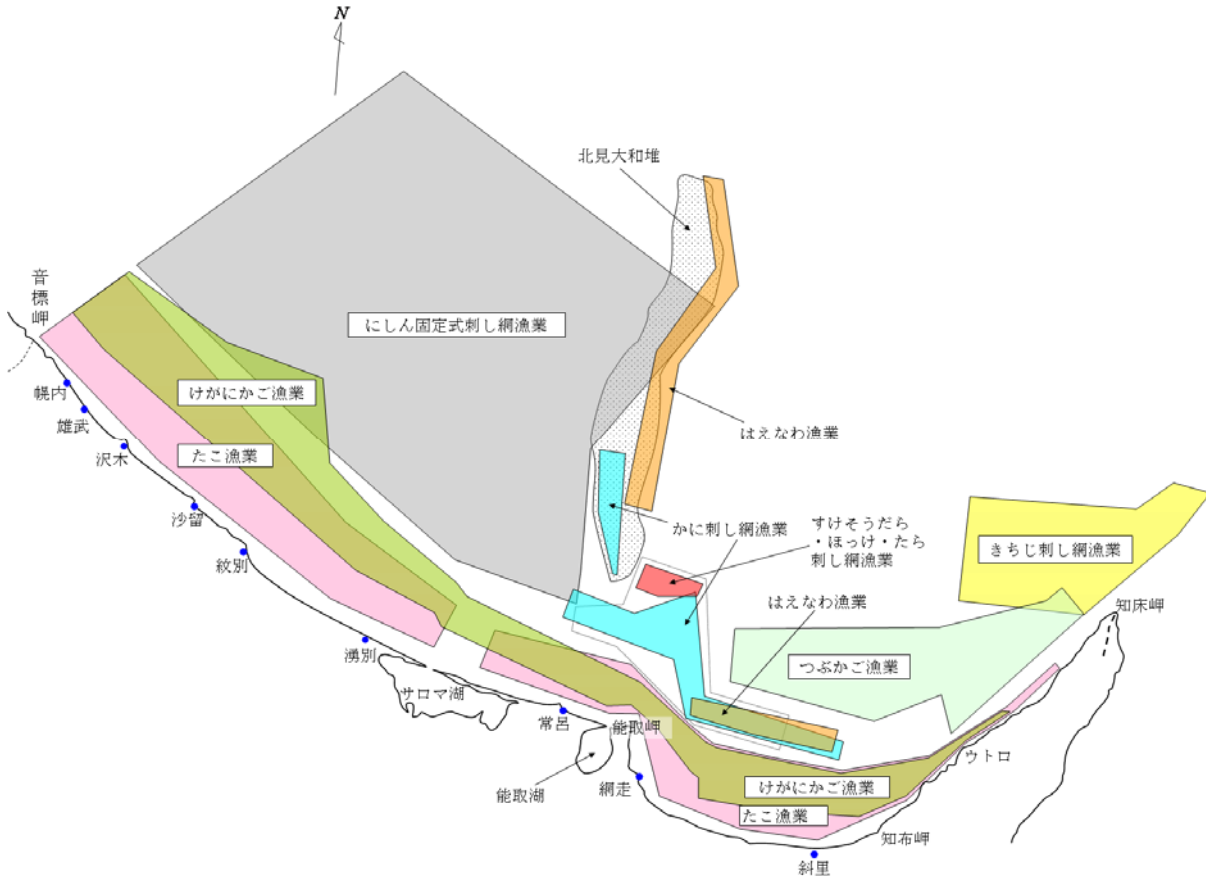 N
北見大和堆
音標岬
にしん固定式刺し網漁業
けがにかご漁業
幌内
雄武
はえなわ漁業
沢木
たこ漁業
沙留
かに刺し網漁業
すけそうだら
・ほっけ・たら
刺し網漁業
きちじ刺し網漁業
紋別
はえなわ漁業
知床岬
湧別
つぶかご漁業
サロマ湖
常呂
能取岬
ウトロ
能取湖
網走
けがにかご漁業
たこ漁業
知布岬
斜里